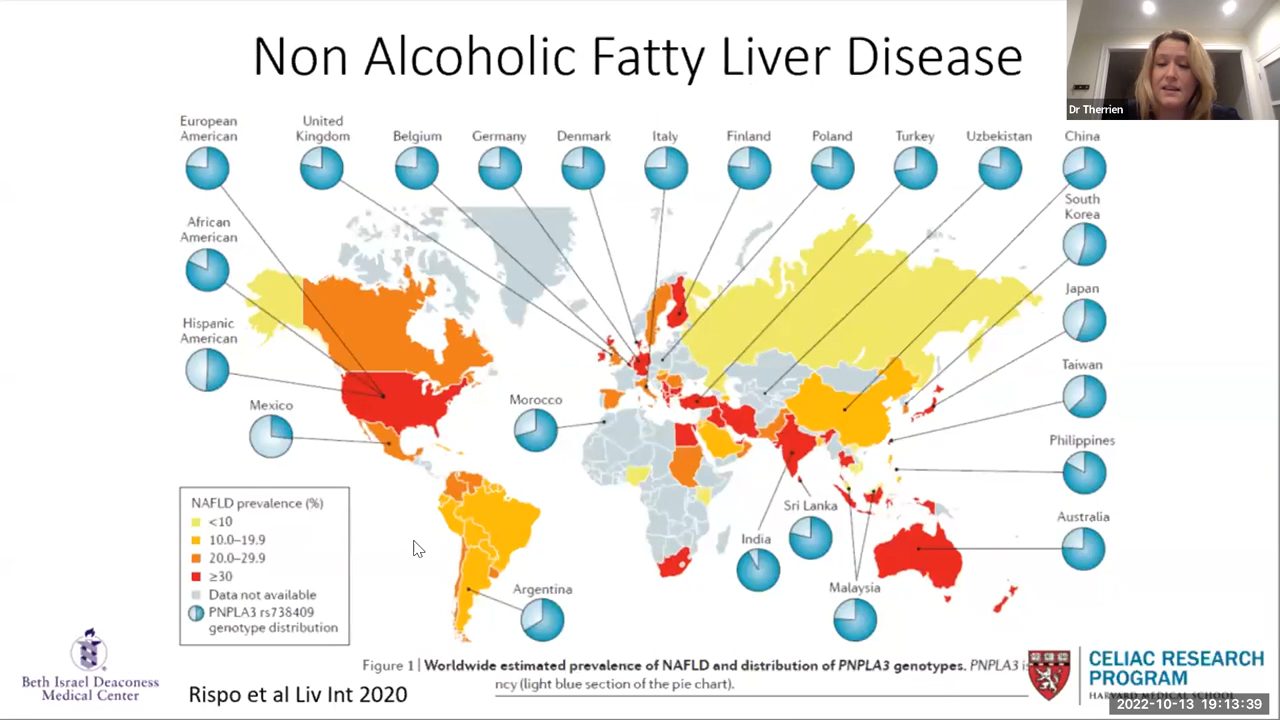 Non Alcoholic Fatty Liver Disease
Dr Therrien
European
American
United
Kingdom
Belgium
Germany
Denmark
Italy
Finland
Poland
Turkey
Uzbekistan
China
African
American
South
Korea
Hispanic
American
Japan
Mexico
Morocco
Taiwan
Philippines
NAFLD prevalence (%)
<10
10.0–19.9
20.0–29.9
≥30
Data not available
PNPLA3 rs738409
genotype distribution
Sri Lanka
India
Australia
Argentina
Malaysia
Figure 1 | Worldwide estimated prevalence of NAFLD and distribution of PNPLA3 genotypes. PNPLA3
ncy (light blue section of the pie chart).
Beth Israel Deaconess
Medical Center
Rispo et al Liv Int 2020
CELIAC RESEARCH
PROGRAM
HARVARD MEDICAL SCHOOL
2022-10-13 19:13:39